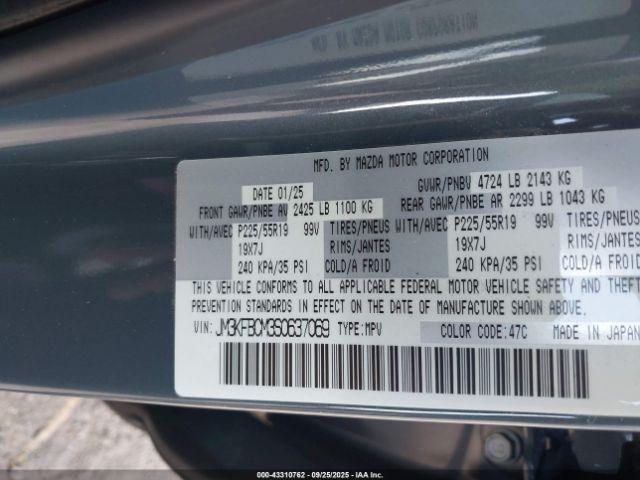 MFD. BY MAZDA MOTOR CORPORATION
DATE 01/25
GVWR/PNBV 4724 LB 2143 KG
FRONT GAWR/PNBE AV 2425 LB 1100 KG
REAR GAWR/PNBE AR 2299 LB 1043 KG
WITH/AVEC P225/55R19 99V TIRES/PNEUS
19X7J RIMS/JANTES
240 KPA/35 PSI COLD/A FROID
WITH/AVEC P225/55R19 99V TIRES/PNEUS
19X7J RIMS/JANTES
240 KPA/35 PSI COLD/A FROID
THIS VEHICLE CONFORMS TO ALL APPLICABLE FEDERAL MOTOR VEHICLE SAFETY AND THEFT
PREVENTION STANDARDS IN EFFECT ON THE DATE OF MANUFACTURE SHOWN ABOVE.
VIN: JM3KFBCM3S0637069 TYPE:MPV COLOR CODE:47C MADE IN JAPAN
000-43310762 - 09/25/2025 - IAA Inc.